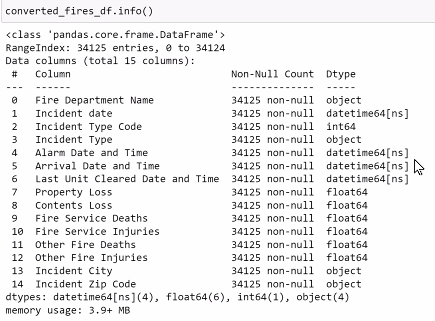 converted_fires_df.info()
<class 'pandas.core.frame.DataFrame'>
RangeIndex: 34125 entries, 0 to 34124
Data columns (total 15 columns):
 #   Column                          Non-Null Count  Dtype
---  ------                          --------------  -----
 0   Fire Department Name            34125 non-null  object
 1   Incident date                   34125 non-null  datetime64[ns]
 2   Incident Type Code              34125 non-null  int64
 3   Incident Type                   34125 non-null  object
 4   Alarm Date and Time             34125 non-null  datetime64[ns]
 5   Arrival Date and Time           34125 non-null  datetime64[ns]
 6   Last Unit Cleared Date and Time 34125 non-null  datetime64[ns]
 7   Property Loss                   34125 non-null  float64
 8   Contents Loss                   34125 non-null  float64
 9   Fire Service Deaths             34125 non-null  float64
 10  Fire Service Injuries           34125 non-null  float64
 11  Other Fire Deaths               34125 non-null  float64
 12  Other Fire Injuries             34125 non-null  float64
 13  Incident City                   34125 non-null  object
 14  Incident Zip Code               34125 non-null  object
dtypes: datetime64[ns](4), float64(6), int64(1), object(4)
memory usage: 3.9+ MB